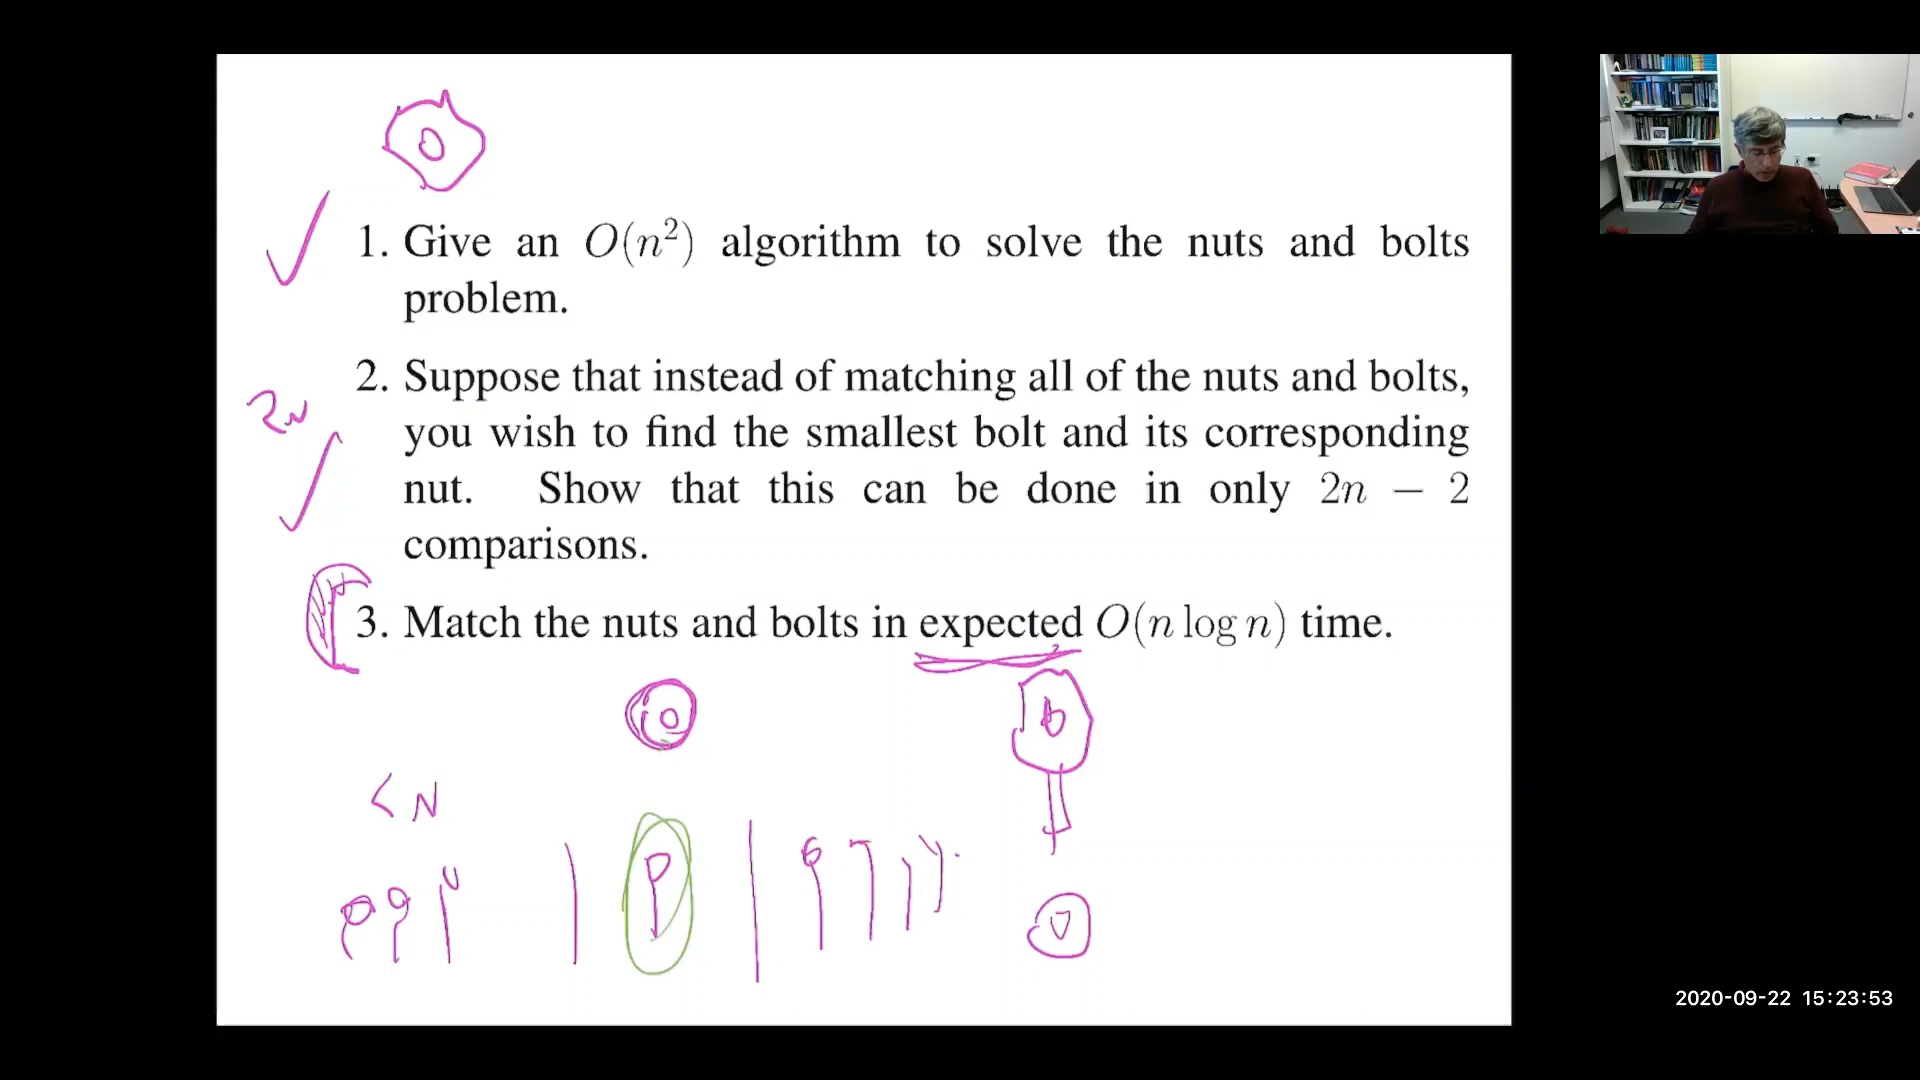 1. Give an O(n²) algorithm to solve the nuts and bolts
problem.
2n
2. Suppose that instead of matching all of the nuts and bolts,
you wish to find the smallest bolt and its corresponding
nut. Show that this can be done in only 2n − 2
comparisons.
3. Match the nuts and bolts in expected O(n log n) time.
< N
2020-09-22 15:23:53